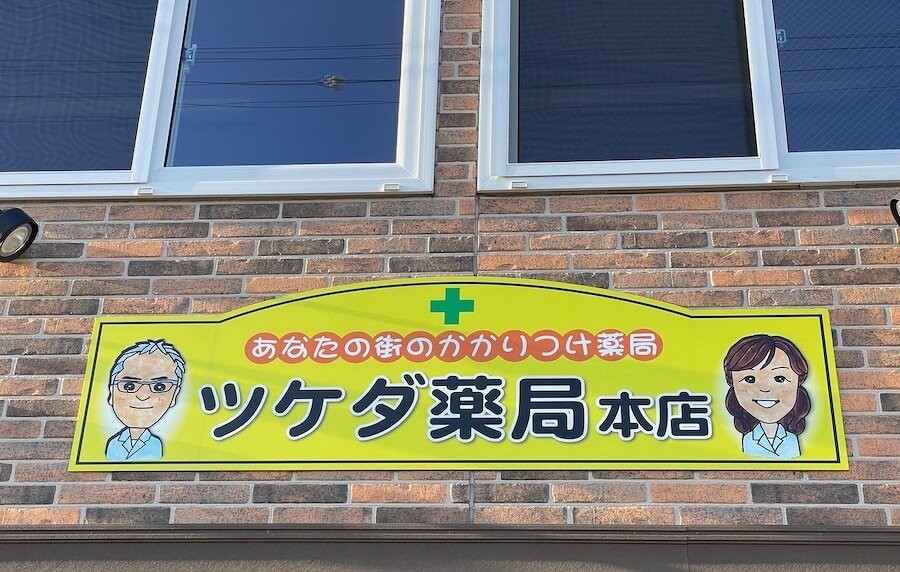 あなたの街のかかりつけ薬局
ツケダ薬局 本店